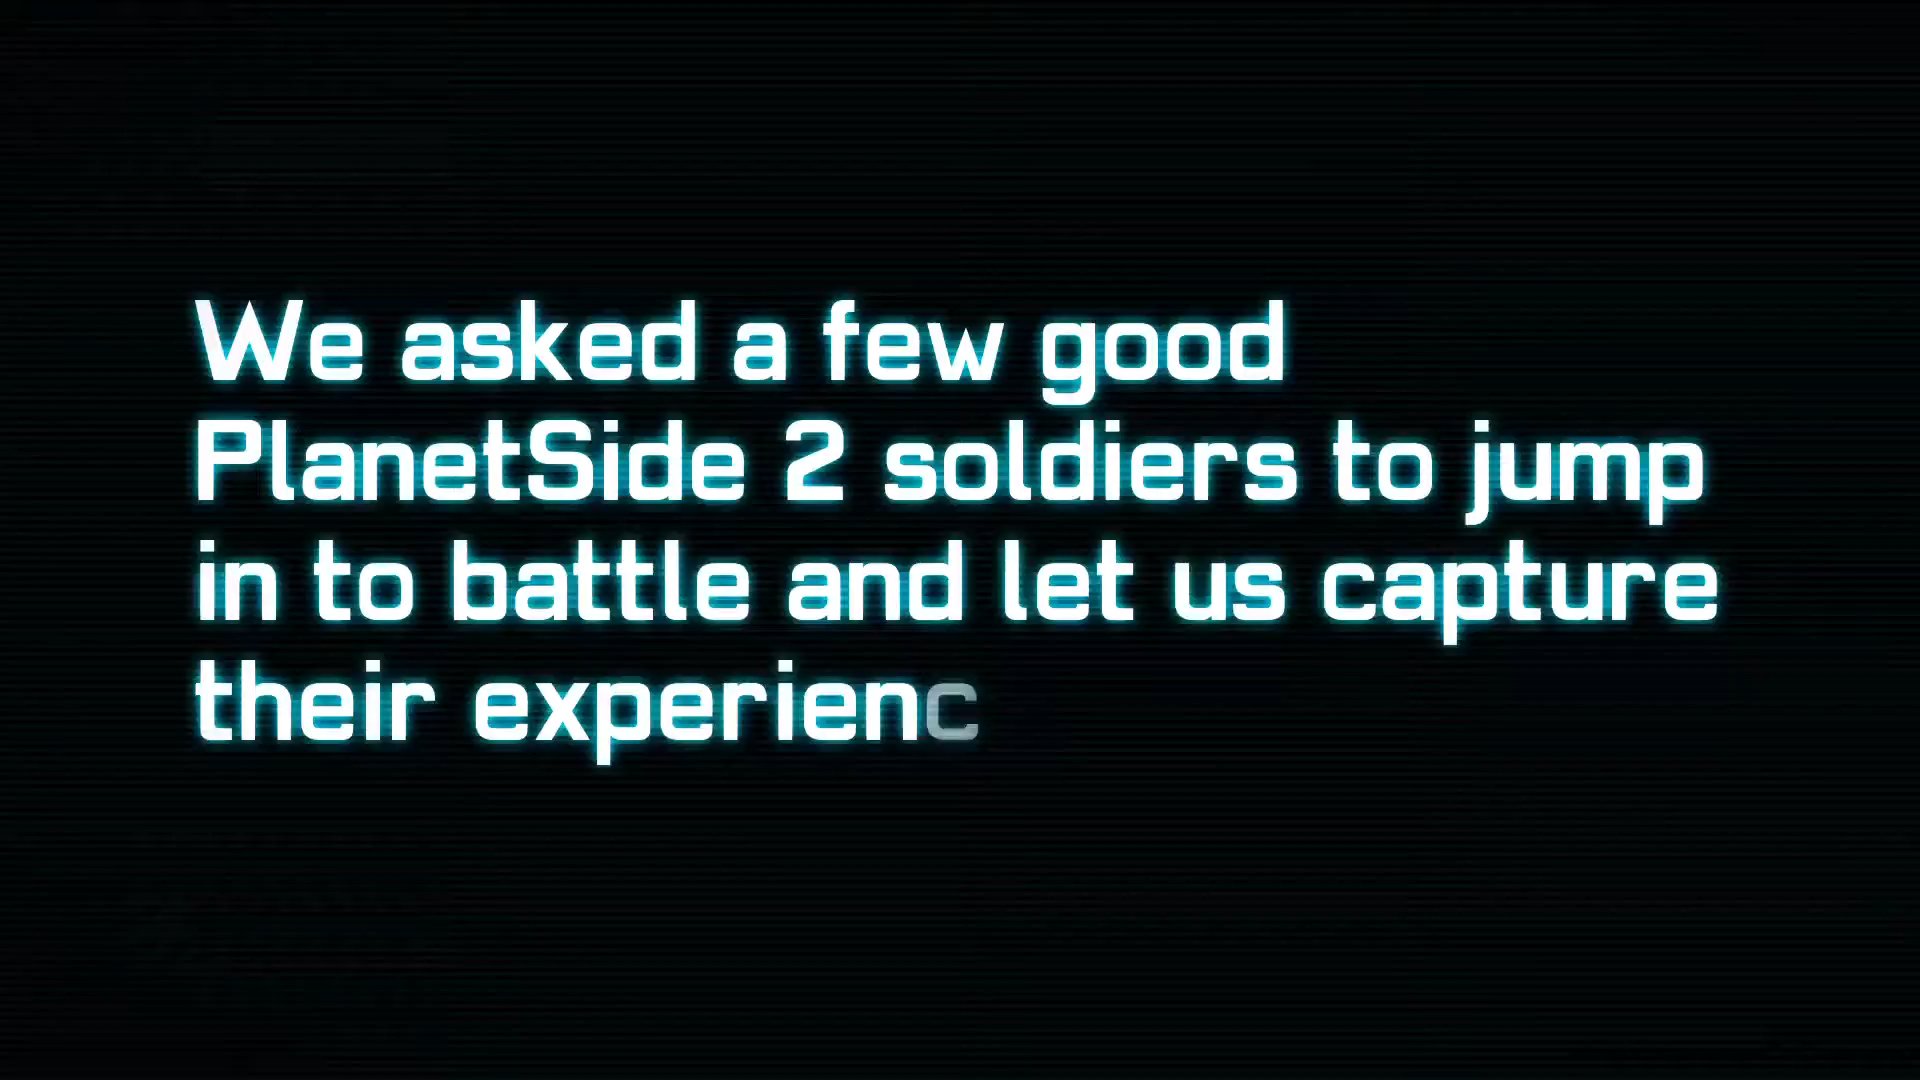 We asked a few good
PlanetSide 2 soldiers to jump
in to battle and let us capture
their experienc